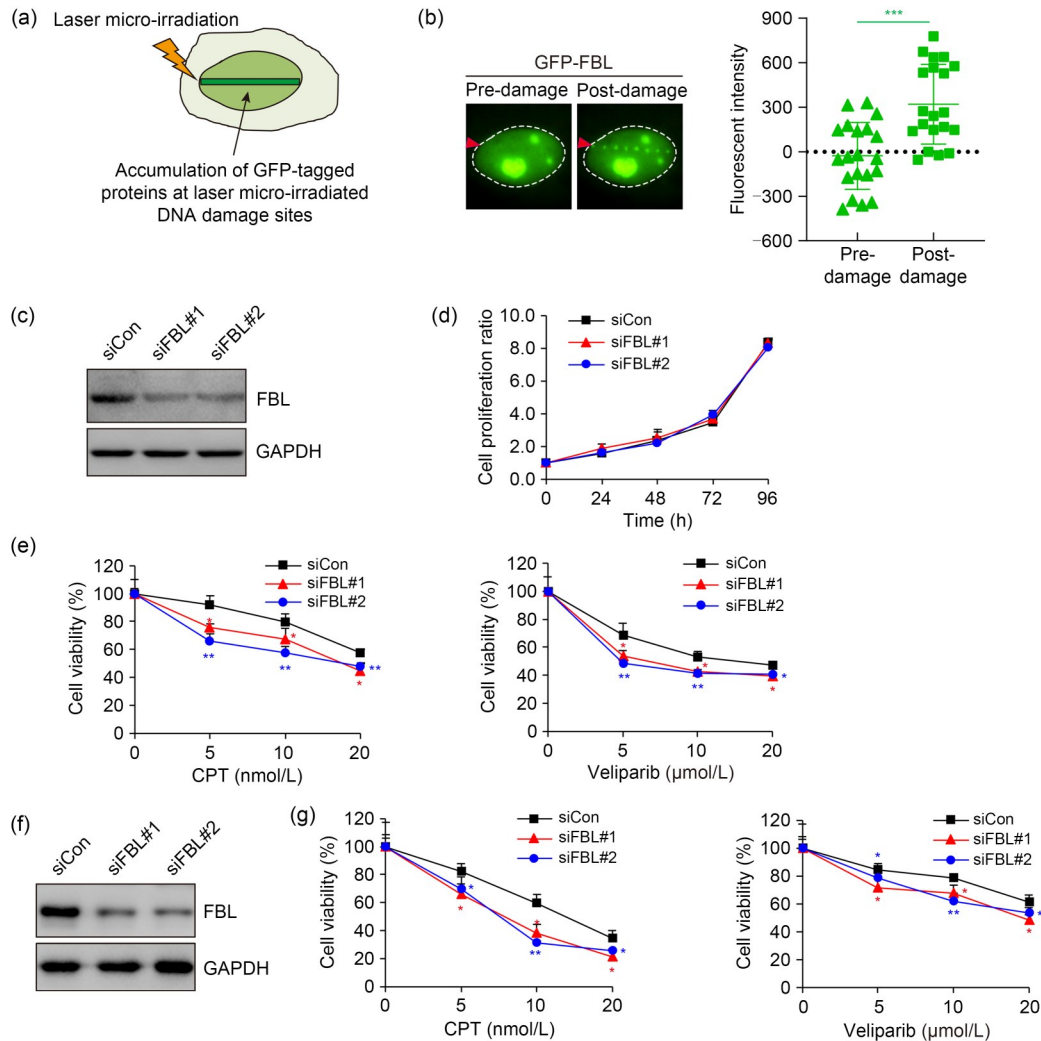 (a)
Laser micro-irradiation
Accumulation of GFP-tagged
proteins at laser micro-irradiated
DNA damage sites
(b)
GFP-FBL
Pre-damage
Post-damage
***
Fluorescent intensity
900
600
300
0
−300
−600
Pre-
damage
Post-
damage
(c)
siCon
siFBL#1
siFBL#2
FBL
GAPDH
(d)
siCon
siFBL#1
siFBL#2
Cell proliferation ratio
10.0
8.0
6.0
4.0
2.0
0
0 24 48 72 96
Time (h)
(e)
siCon
siFBL#1
siFBL#2
Cell viability (%)
120
100
80
60
40
20
0
* * ** ** ** *
0 5 10 20
CPT (nmol/L)
siCon
siFBL#1
siFBL#2
Cell viability (%)
120
100
80
60
40
20
0
* * ** ** * *
0 5 10 20
Veliparib (µmol/L)
(f)
siCon
siFBL#1
siFBL#2
FBL
GAPDH
(g)
siCon
siFBL#1
siFBL#2
Cell viability (%)
120
100
80
60
40
20
0
* * * ** * *
0 5 10 20
CPT (nmol/L)
siCon
siFBL#1
siFBL#2
Cell viability (%)
120
100
80
60
40
20
0
* * * ** * *
0 5 10 20
Veliparib (µmol/L)